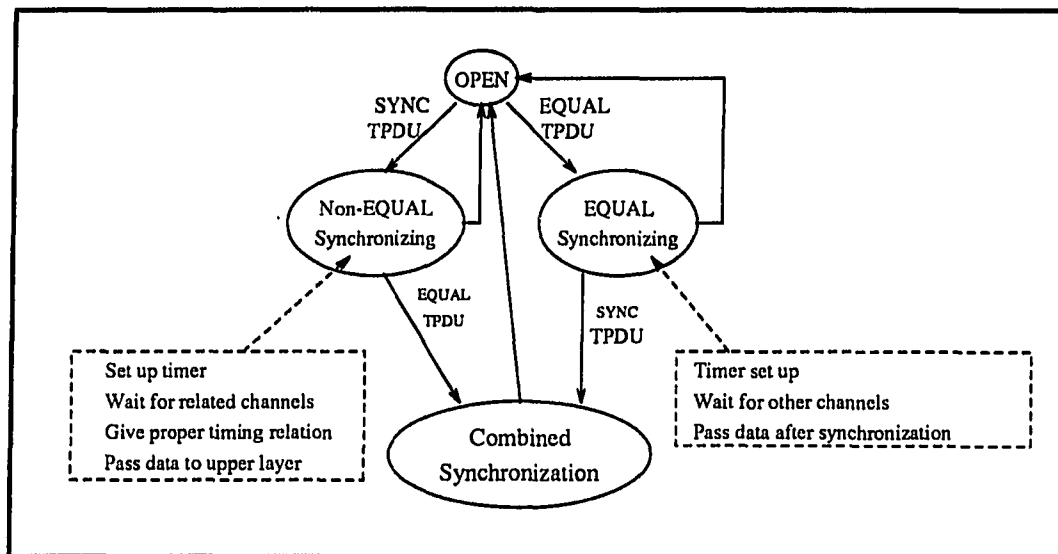 OPEN
SYNC
TPDU
EQUAL
TPDU
Non-EQUAL
Synchronizing
EQUAL
Synchronizing
EQUAL
TPDU
SYNC
TPDU
Set up timer
Wait for related channels
Give proper timing relation
Pass data to upper layer
Timer set up
Wait for other channels
Pass data after synchronization
Combined
Synchronization